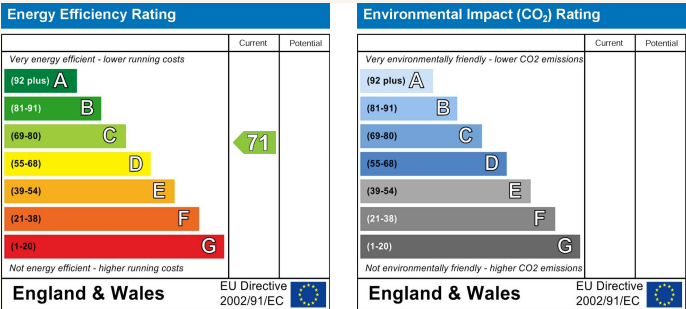 Energy Efficiency Rating
Current Potential
Very energy efficient - lower running costs
(92 plus) A
(81-91) B
(69-80) C
71
(55-68) D
(39-54) E
(21-38) F
(1-20) G
Not energy efficient - higher running costs
England & Wales
EU Directive
2002/91/EC
Environmental Impact (CO₂) Rating
Current Potential
Very environmentally friendly - lower CO2 emissions
(92 plus) A
(81-91) B
(69-80) C
(55-68) D
(39-54) E
(21-38) F
(1-20) G
Not environmentally friendly - higher CO2 emissions
England & Wales
EU Directive
2002/91/EC